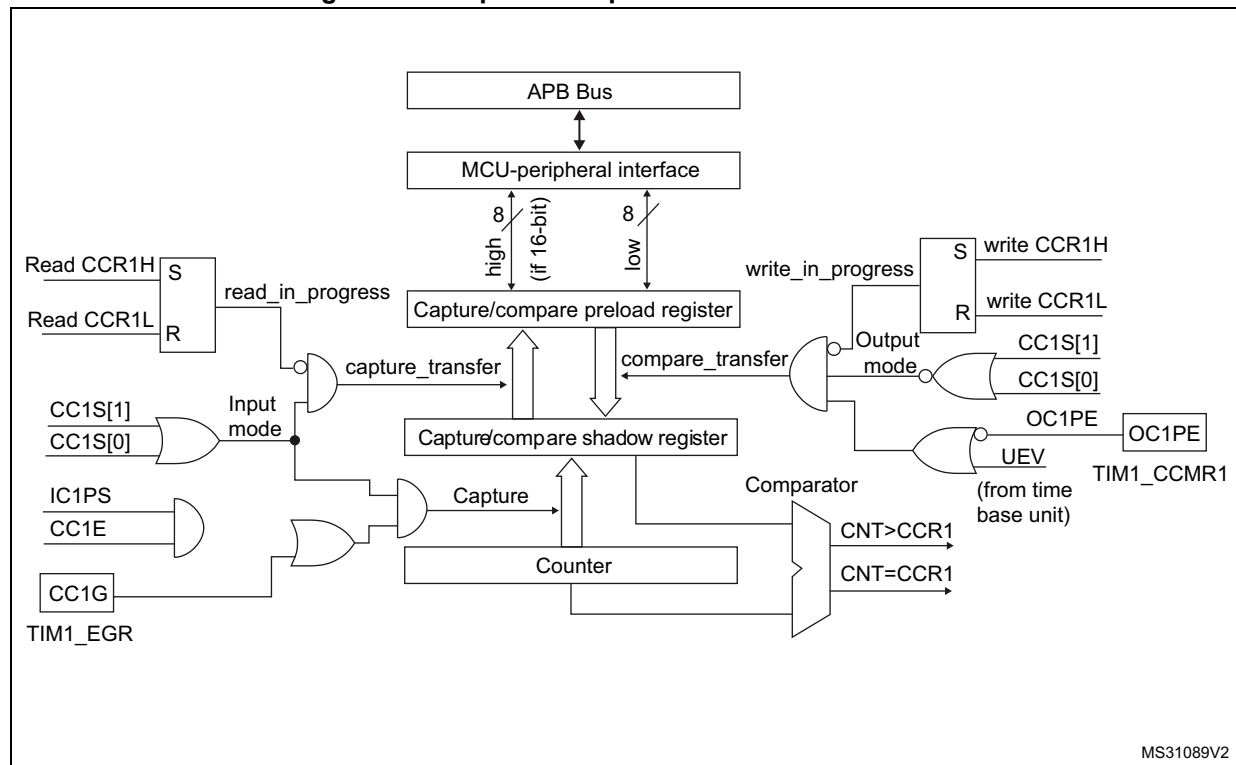 APB Bus
MCU-peripheral interface
8
high
(if 16-bit)
8
low
Read CCR1H
S
read_in_progress
Read CCR1L
R
write_in_progress
S
write CCR1H
R
write CCR1L
Capture/compare preload register
capture_transfer
compare_transfer
Output
mode
CC1S[1]
CC1S[0]
CC1S[1]
CC1S[0]
Input
mode
Capture/compare shadow register
OC1PE
OC1PE
UEV
TIM1_CCMR1
(from time
base unit)
IC1PS
CC1E
Capture
Comparator
CNT>CCR1
CNT=CCR1
Counter
CC1G
TIM1_EGR
MS31089V2